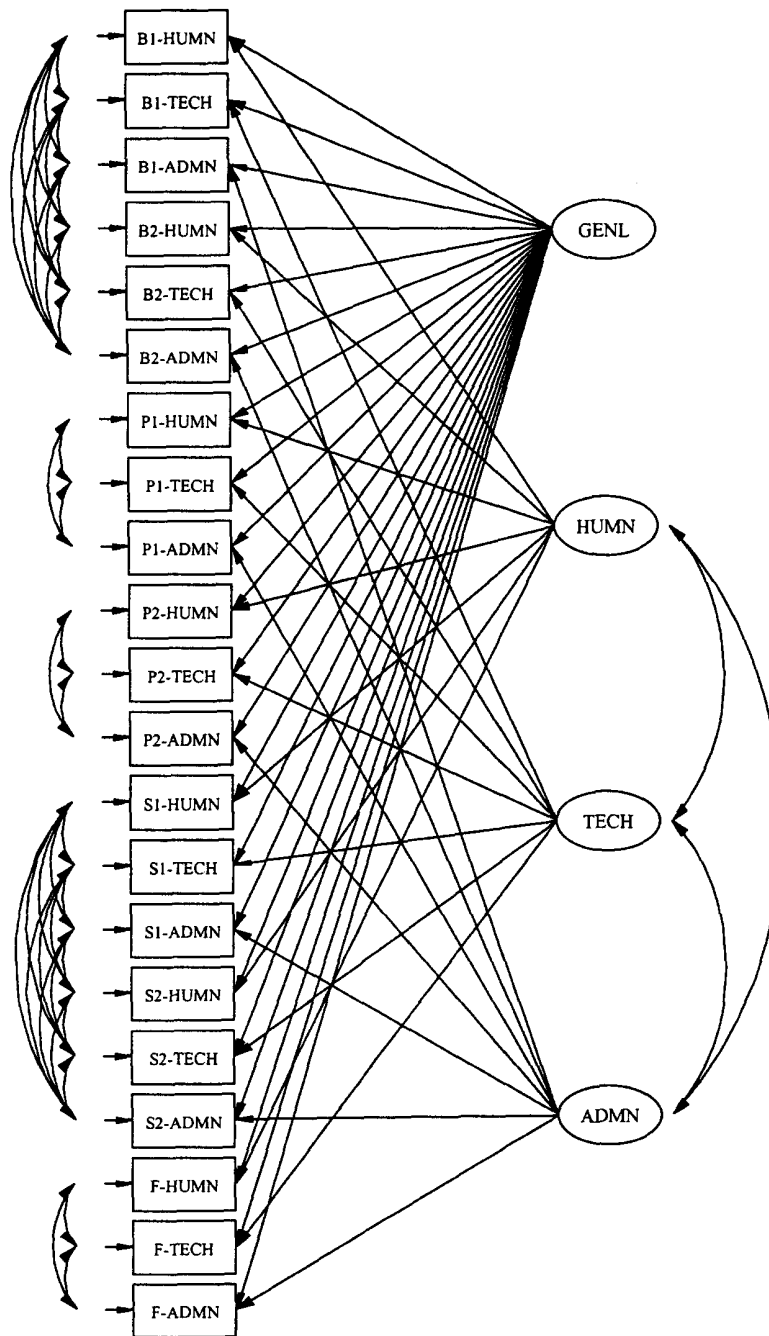 B1-HUMN
B1-TECH
B1-ADMN
B2-HUMN
GENL
B2-TECH
B2-ADMN
P1-HUMN
P1-TECH
HUMN
P1-ADMN
P2-HUMN
P2-TECH
P2-ADMN
S1-HUMN
TECH
S1-TECH
S1-ADMN
S2-HUMN
S2-TECH
S2-ADMN
ADMN
F-HUMN
F-TECH
F-ADMN